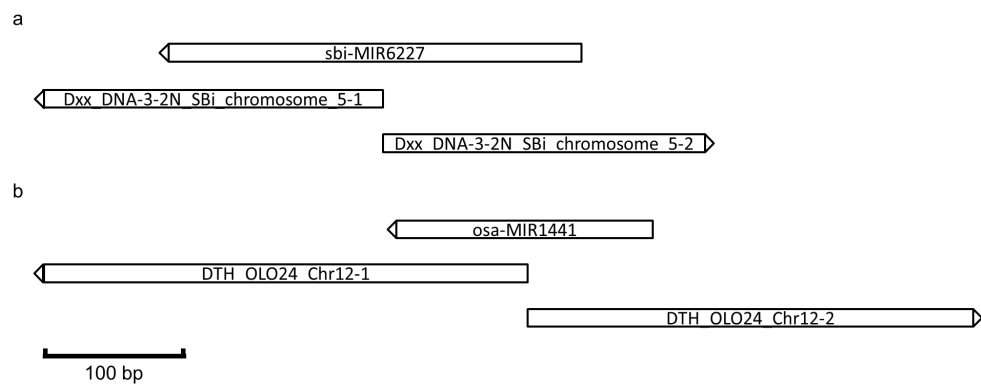 a
sbi-MIR6227
Dxx_DNA-3-2N_SBi_chromosome_5-1
Dxx_DNA-3-2N_SBi_chromosome_5-2
b
osa-MIR1441
DTH_OLO24_Chr12-1
DTH_OLO24_Chr12-2
100 bp